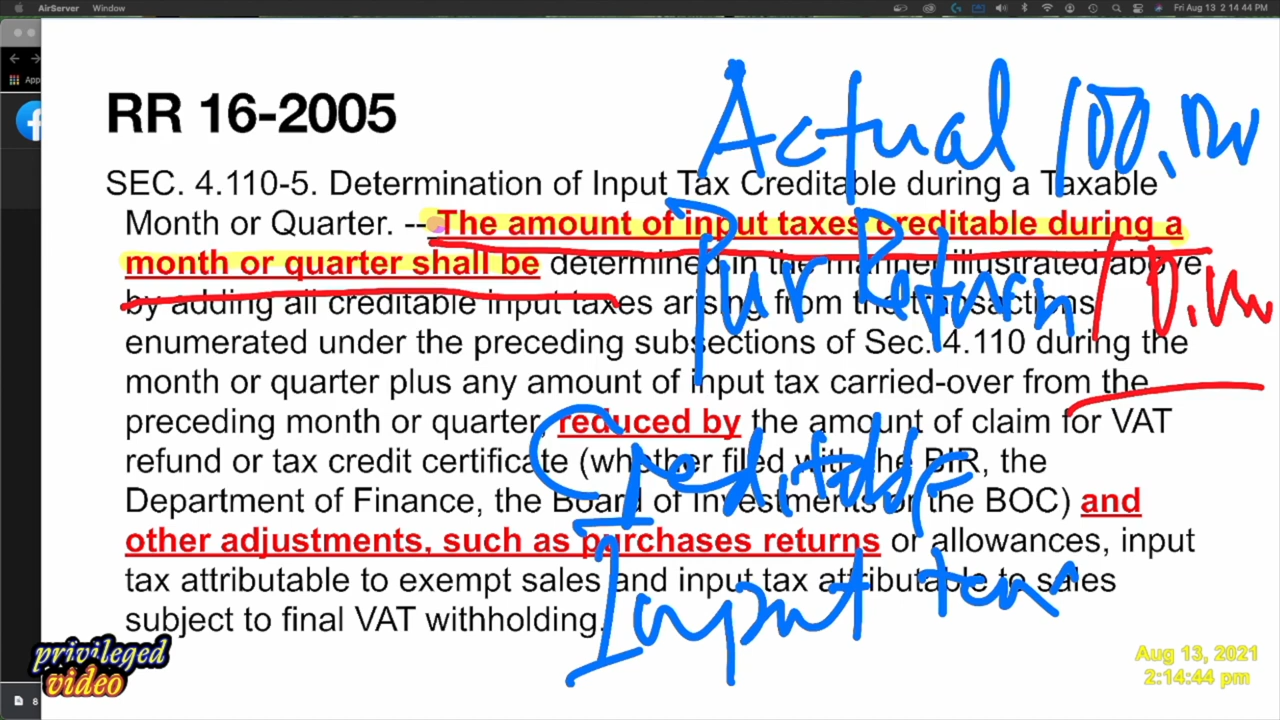 AirServer Window Fri Aug 13 2:14:44 PM
App
RR 16-2005
Actual 100.
SEC. 4.110-5. Determination of Input Tax Creditable during a Taxable
Month or Quarter. -- The amount of input taxes creditable during a
month or quarter shall be determined in the manner illustrated above
Pur Return 10.
by adding all creditable input taxes arising from the transactions
enumerated under the preceding subsections of Sec. 4.110 during the
month or quarter plus any amount of input tax carried-over from the
preceding month or quarter, reduced by the amount of claim for VAT
Creditable
refund or tax credit certificate (whether filed with the BIR, the
Department of Finance, the Board of Investments or the BOC) and
other adjustments, such as purchases returns or allowances, input
Input tax
tax attributable to exempt sales and input tax attributable to sales
subject to final VAT withholding.
privileged
video
Aug 13, 2021
2:14:44 pm
8